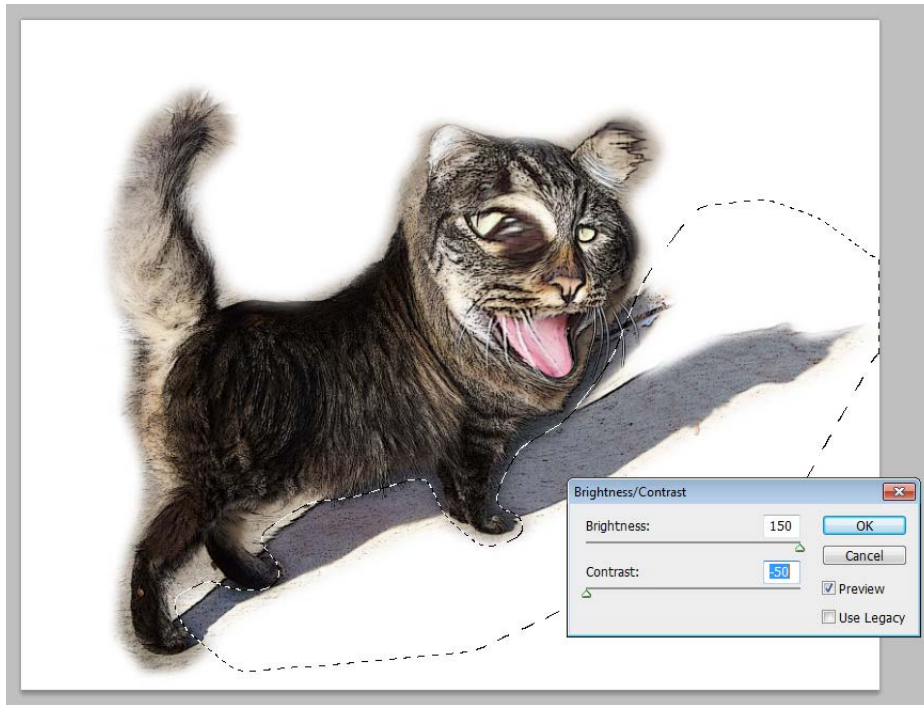 Brightness/Contrast
Brightness: 150
OK
Cancel
Contrast: -50
Preview
Use Legacy